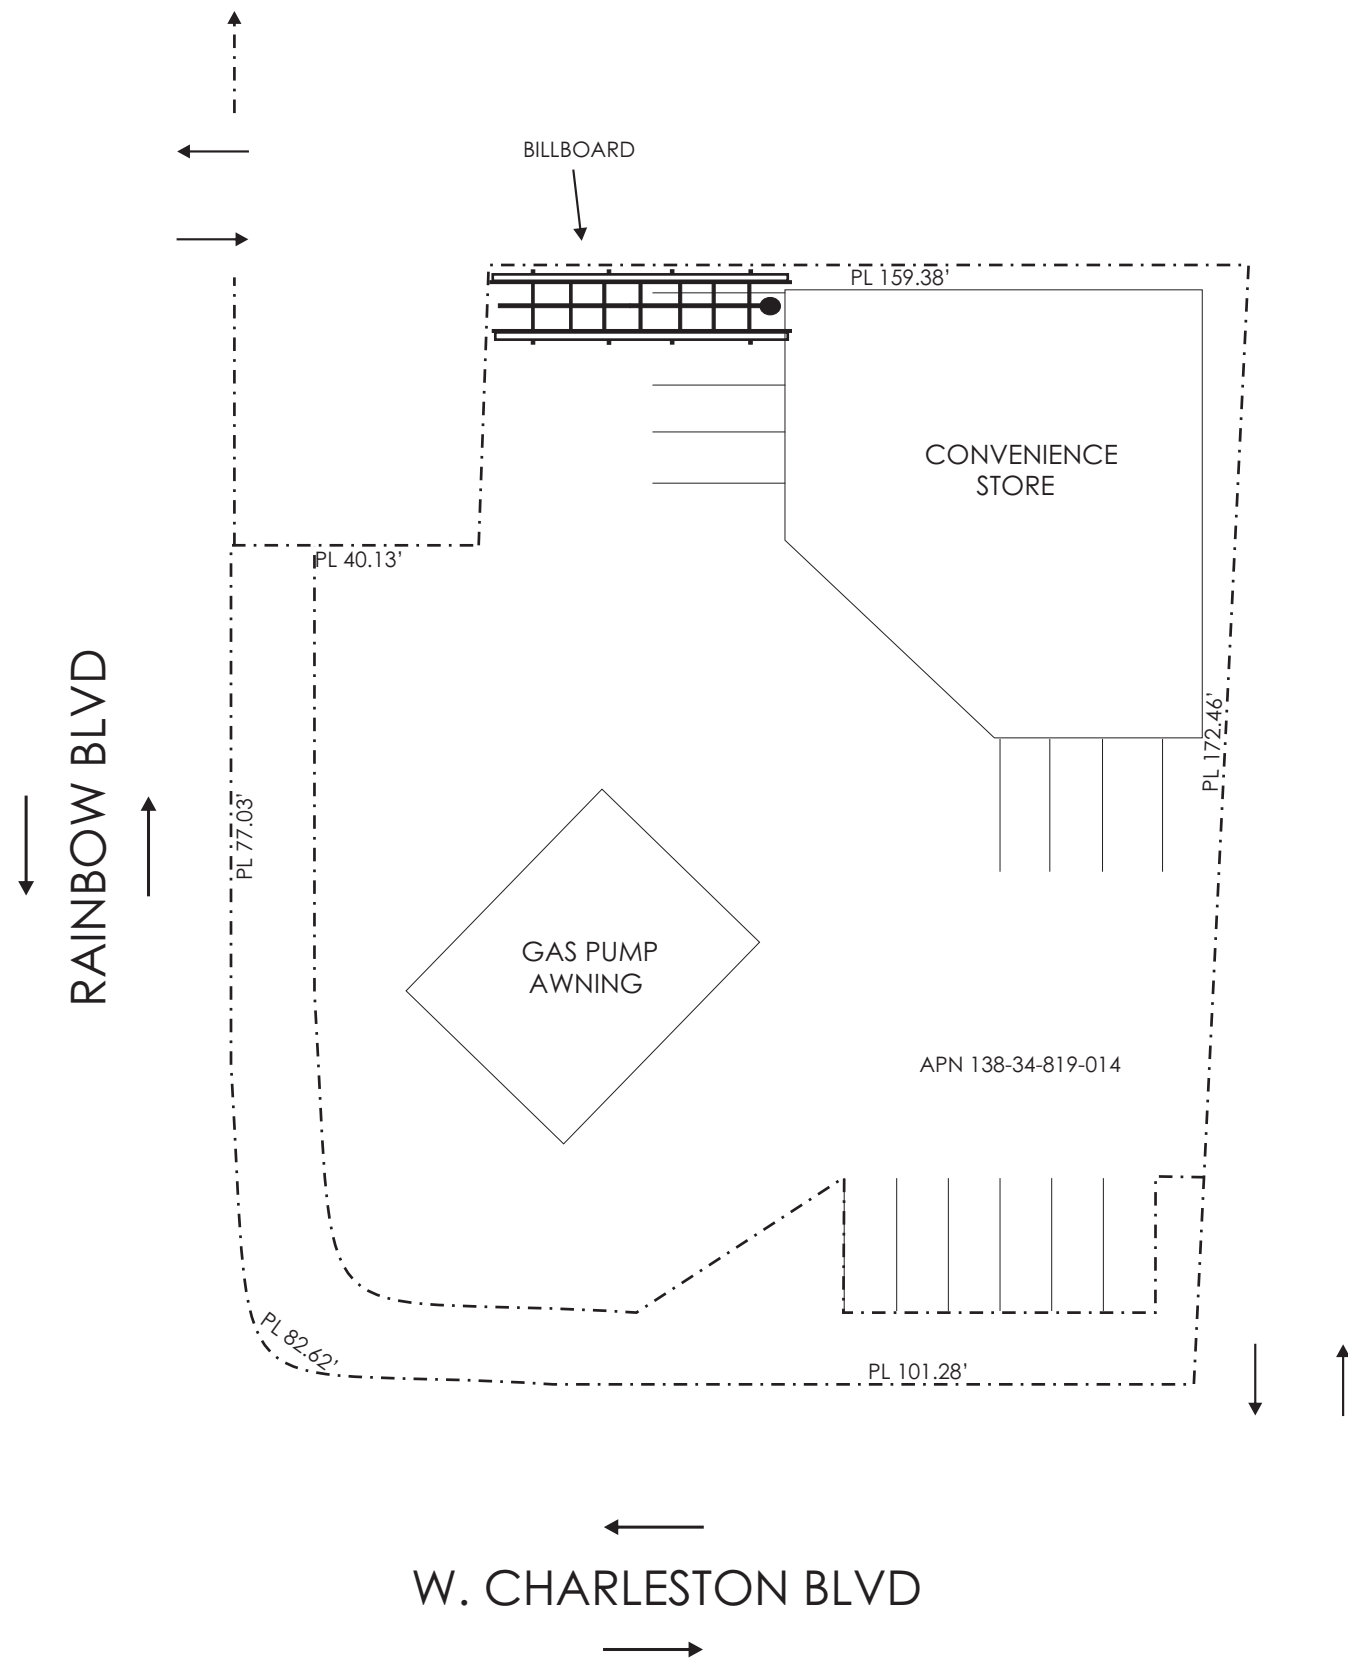 BILLBOARD
PL 159.38’
CONVENIENCE
STORE
PL 40.13’
RAINBOW BLVD
PL 77.03’
PL 172.46’
GAS PUMP
AWNING
APN 138-34-819-014
PL 82.62’
PL 101.28’
W. CHARLESTON BLVD